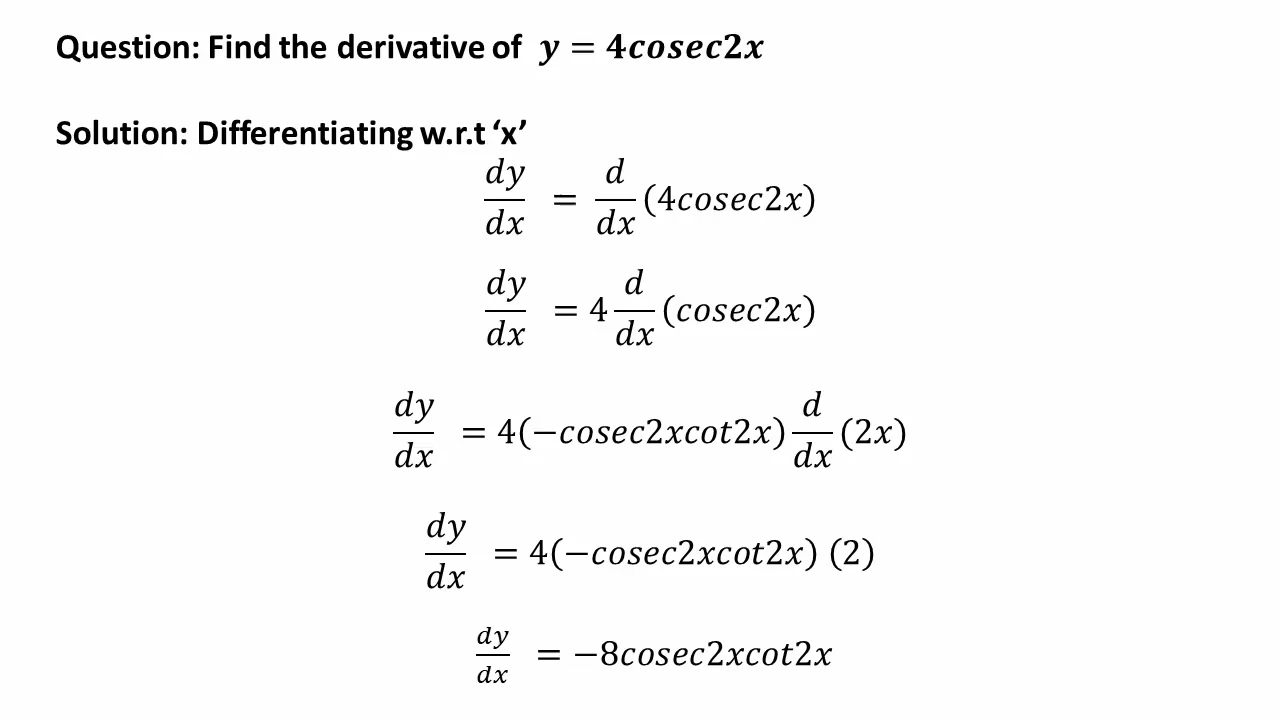 Question: Find the derivative of y = 4cosec2x
Solution: Differentiating w.r.t ‘x’
dy/dx = d/dx (4cosec2x)
dy/dx = 4 d/dx (cosec2x)
dy/dx = 4(−cosec2xcot2x) d/dx (2x)
dy/dx = 4(−cosec2xcot2x) (2)
dy/dx = −8cosec2xcot2x